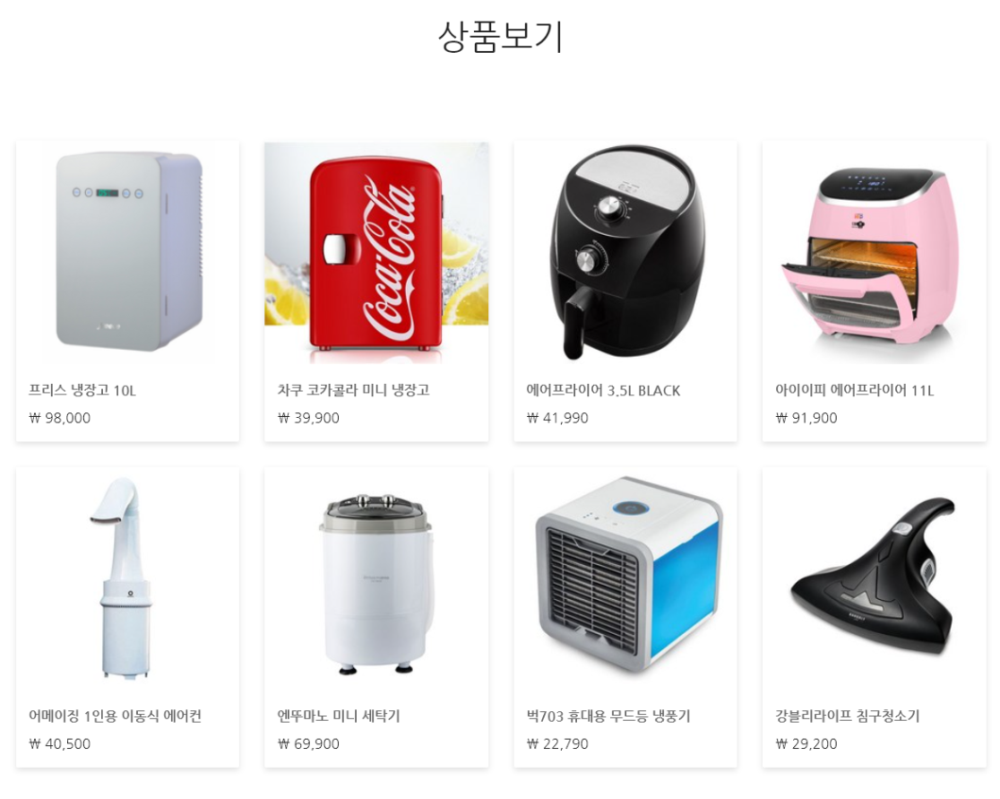 상품보기
Coca-Cola
프리스 냉장고 10L
₩ 98,000
차쿠 코카콜라 미니 냉장고
₩ 39,900
에어프라이어 3.5L BLACK
₩ 41,990
아이이피 에어프라이어 11L
₩ 91,900
어메이징 1인용 이동식 에어컨
₩ 40,500
엔뚜마노 미니 세탁기
₩ 69,900
벅703 휴대용 무드등 냉풍기
₩ 22,790
강블리라이프 침구청소기
₩ 29,200